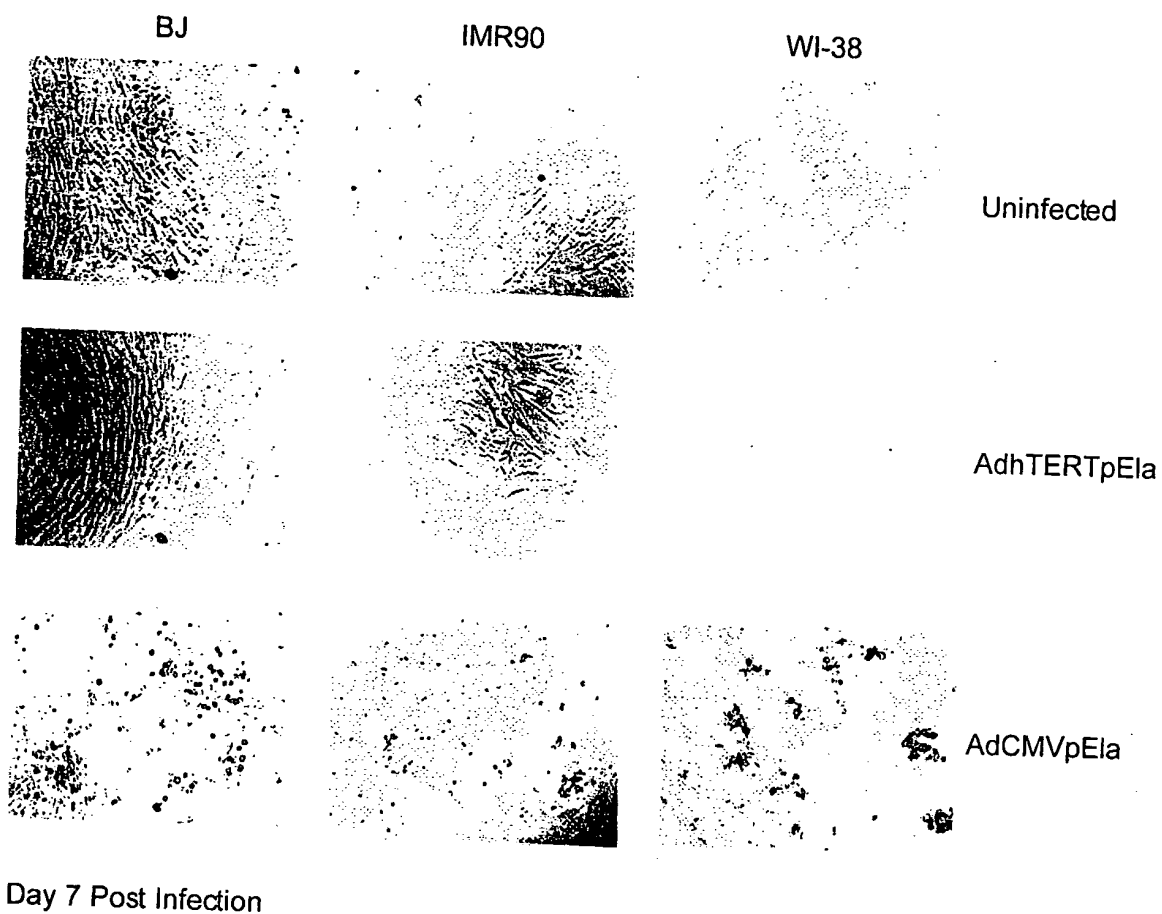 BJ
IMR90
WI-38
Uninfected
AdhTERTpEla
AdCMVpEla
Day 7 Post Infection